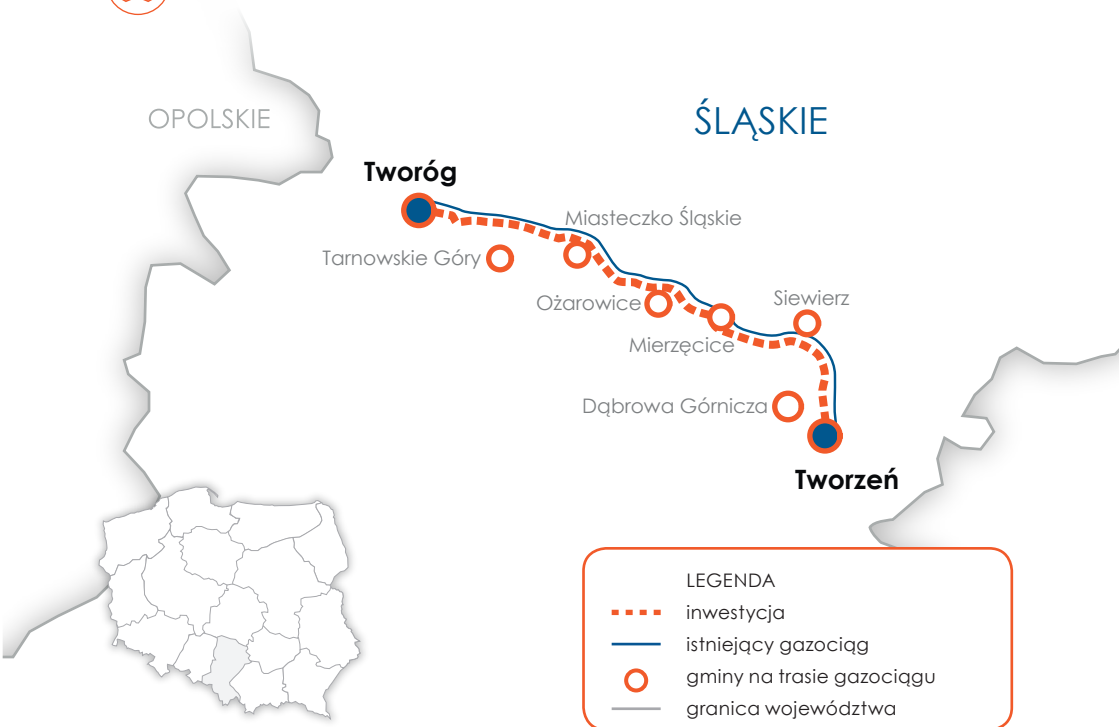 OPOLSKIE
ŚLĄSKIE
Tworóg
Miasteczko Śląskie
Tarnowskie Góry
Ożarowice
Siewierz
Mierzęcice
Dąbrowa Górnicza
Tworzeń
LEGENDA
inwestycja
istniejący gazociąg
gminy na trasie gazociągu
granica województwa